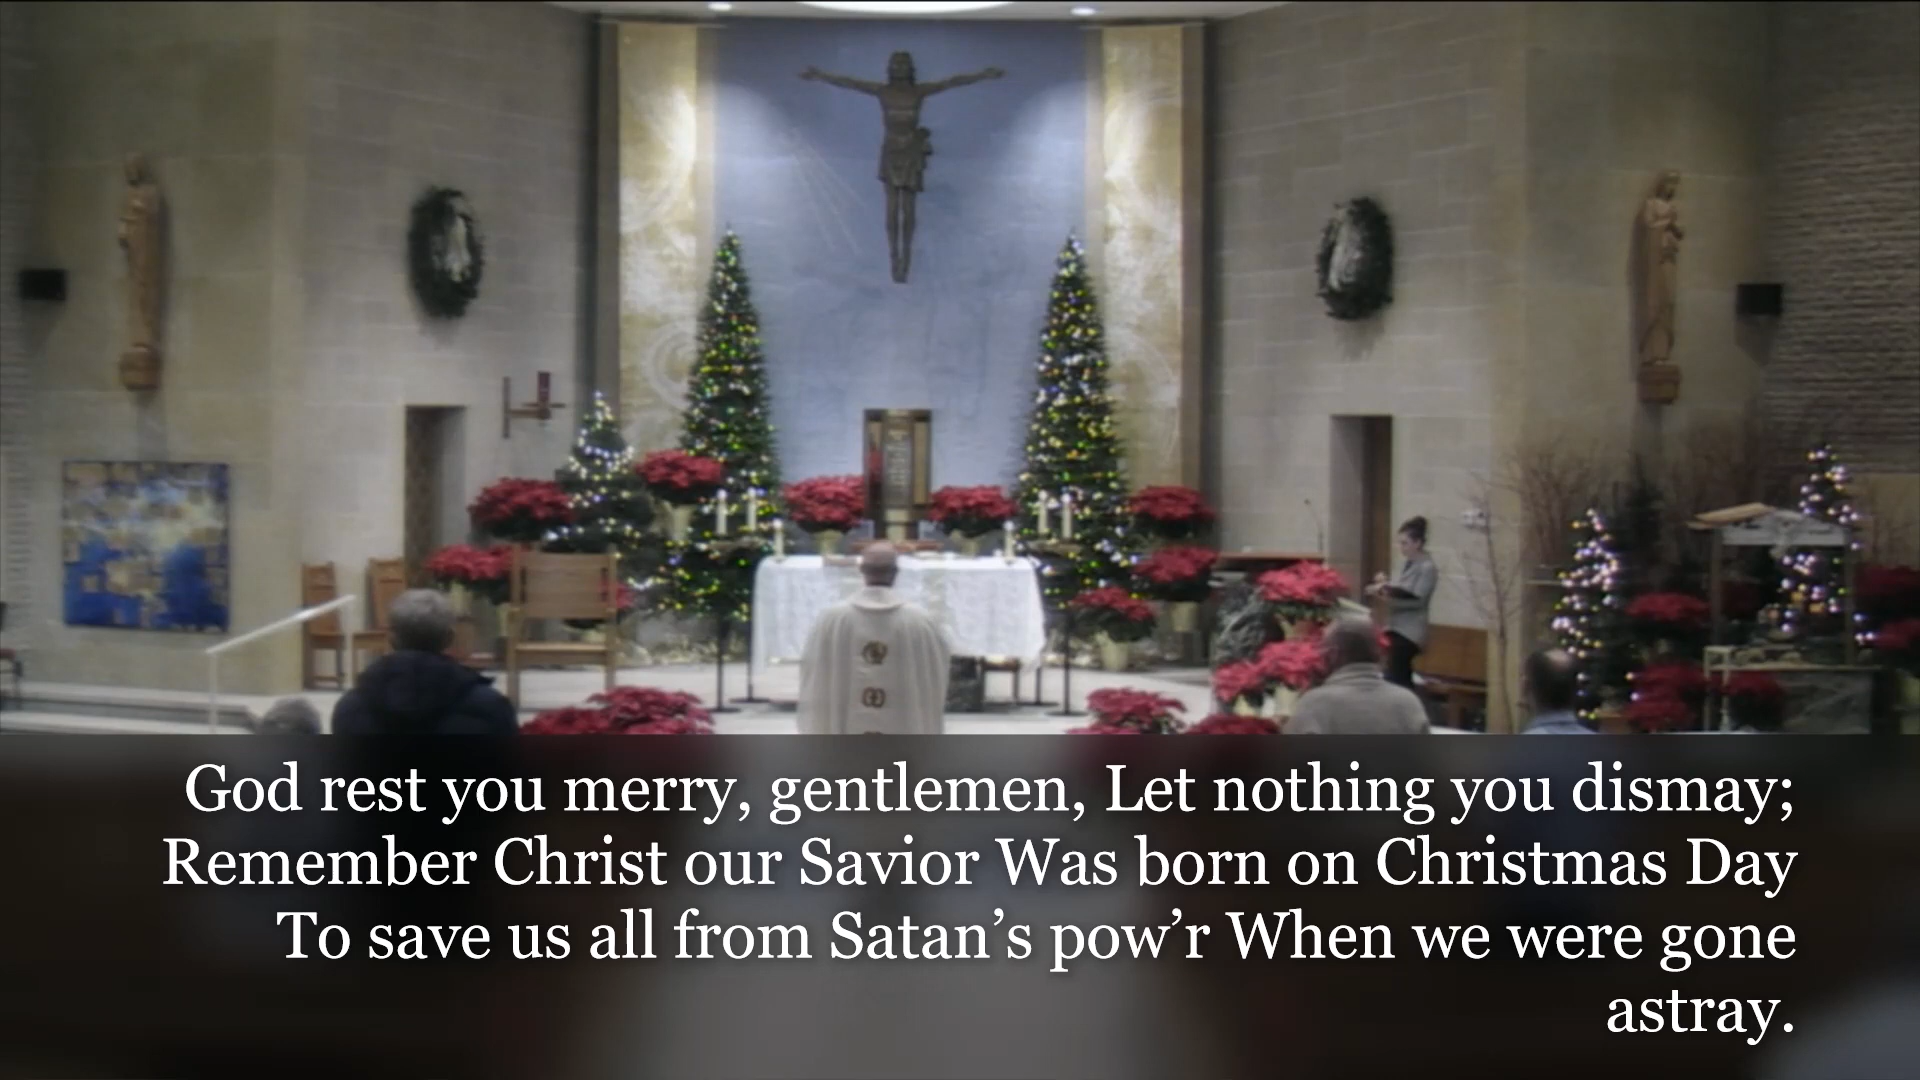 God rest you merry, gentlemen, Let nothing you dismay;
Remember Christ our Savior Was born on Christmas Day
To save us all from Satan’s pow’r When we were gone
astray.